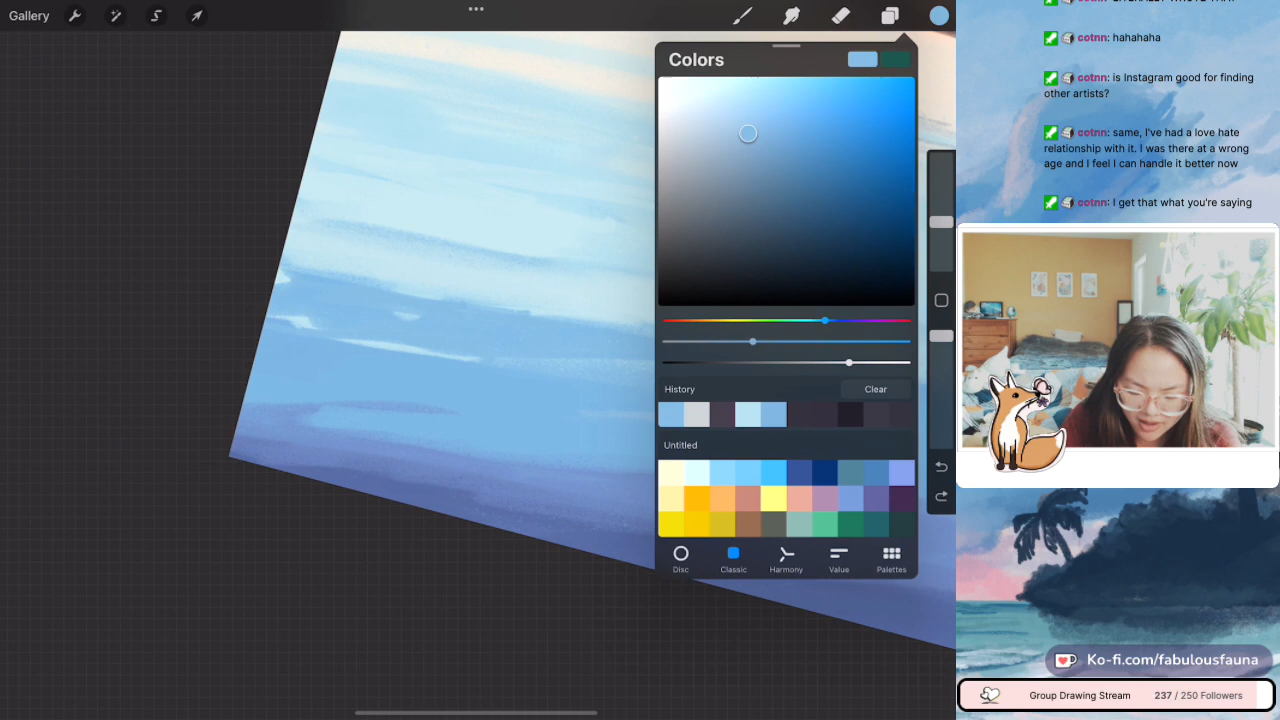 Gallery
Colors
History
Clear
Untitled
Disc
Classic
Harmony
Value
Palettes
cotnn: hahahaha
cotnn: is Instagram good for finding
other artists?
cotnn: same, I've had a love hate
relationship with it. I was there at a wrong
age and I feel I can handle it better now
cotnn: I get that what you're saying
Ko-fi.com/fabulousfauna
Group Drawing Stream 237 / 250 Followers